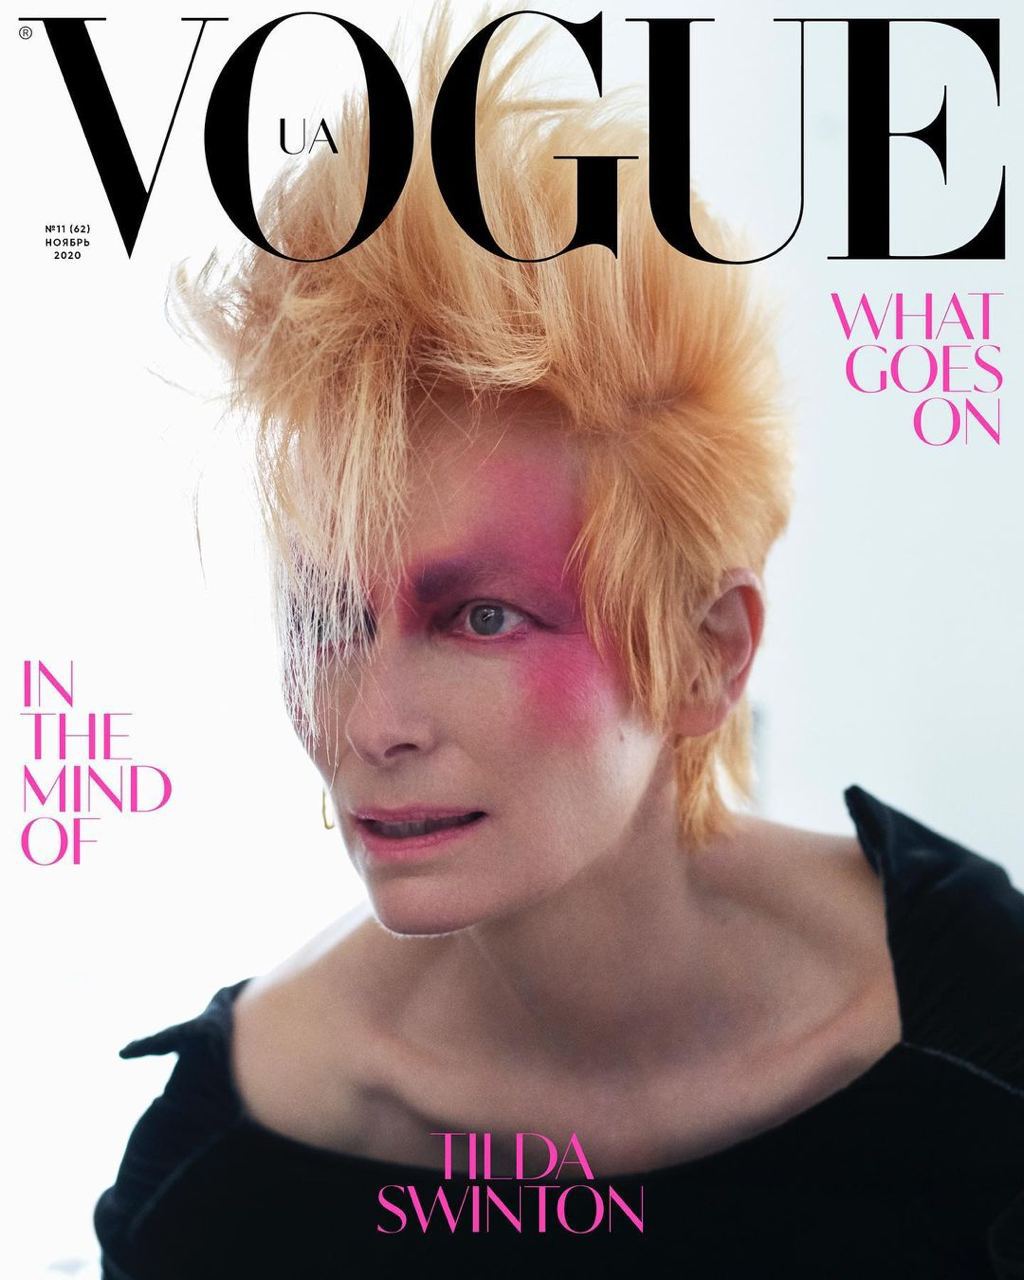 ®
VOGUE
UA
№11 (62)
НОЯБРЬ
2020
WHAT
GOES
ON
IN
THE
MIND
OF
TILDA
SWINTON